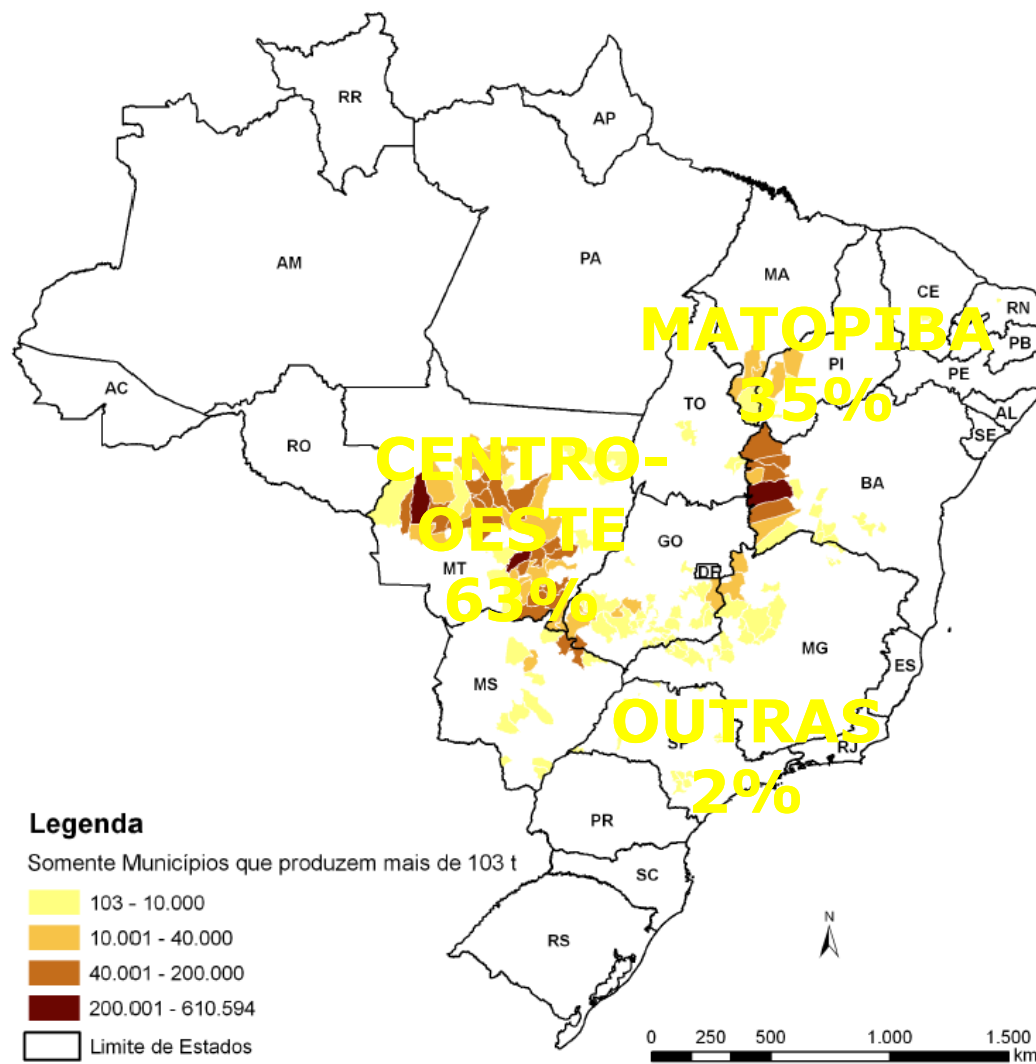 RR
AP
AM
PA
MA
CE
RN
MATOPIBA
35%
PB
PI
PE
AC
TO
AL
SE
RO
CENTRO-
OESTE
63%
BA
GO
MT
DF
MG
ES
MS
OUTRAS
2%
SP
RJ
PR
SC
RS
N
Legenda
Somente Municípios que produzem mais de 103 t
103 - 10.000
10.001 - 40.000
40.001 - 200.000
200.001 - 610.594
Limite de Estados
0 250 500 1.000 1.500
km